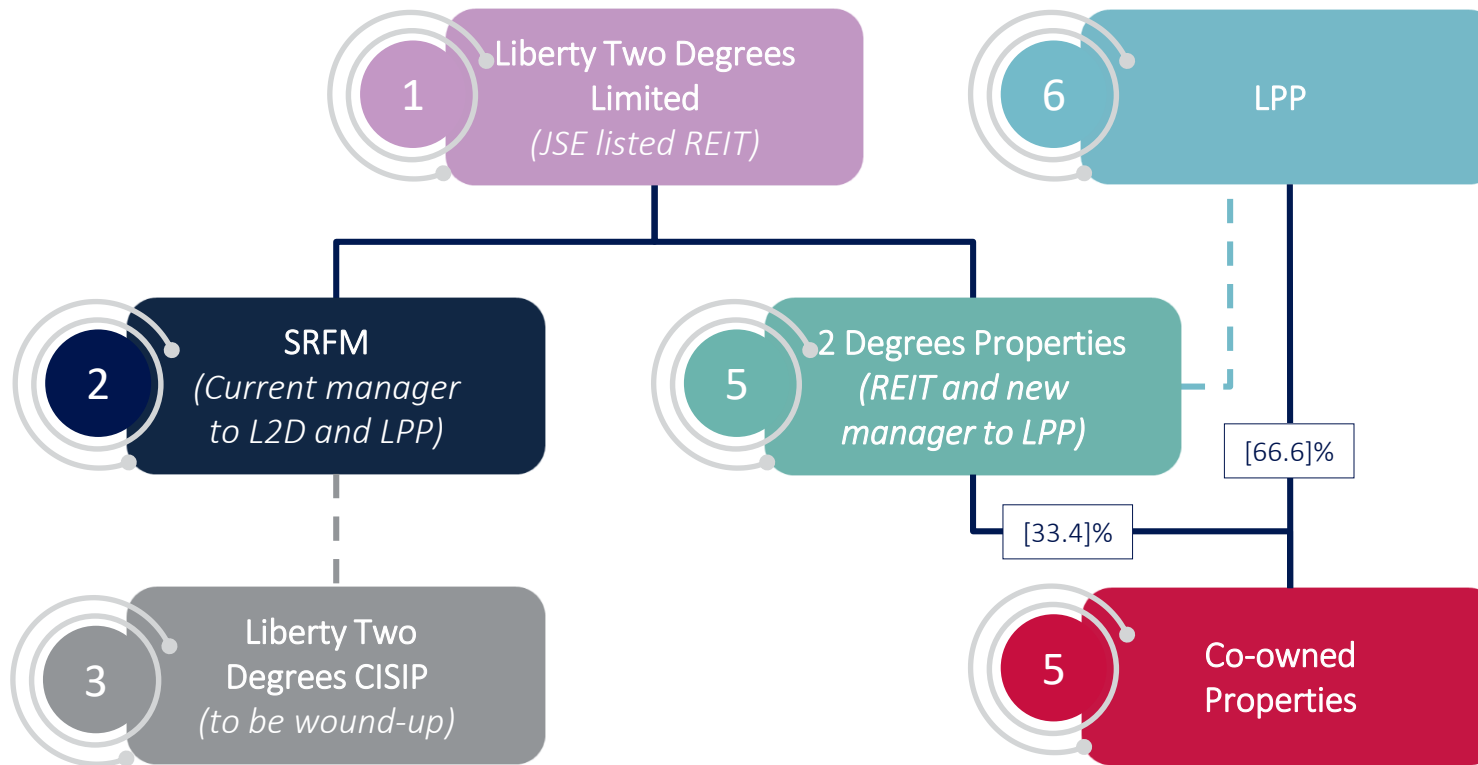 1
Liberty Two Degrees
Limited
(JSE listed REIT)
6
LPP
2
SRFM
(Current manager
to L2D and LPP)
5
2 Degrees Properties
(REIT and new
manager to LPP)
[66.6]%
[33.4]%
3
Liberty Two
Degrees CISIP
(to be wound-up)
5
Co-owned
Properties